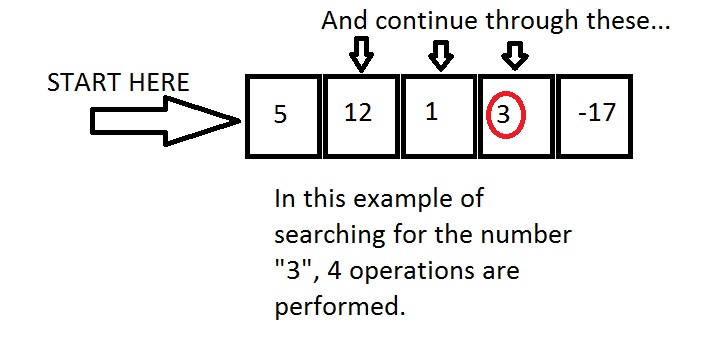 And continue through these...
START HERE
5 12 1 3 -17
In this example of
searching for the number
"3", 4 operations are
performed.